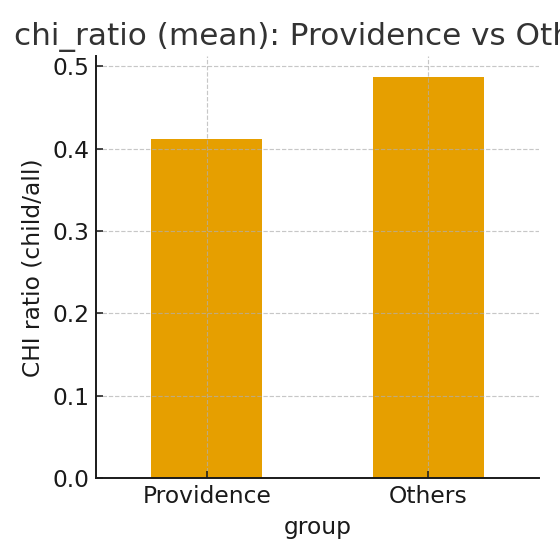 chi_ratio (mean): Providence vs Oth
CHI ratio (child/all)
0.5
0.4
0.3
0.2
0.1
0.0
Providence
Others
group